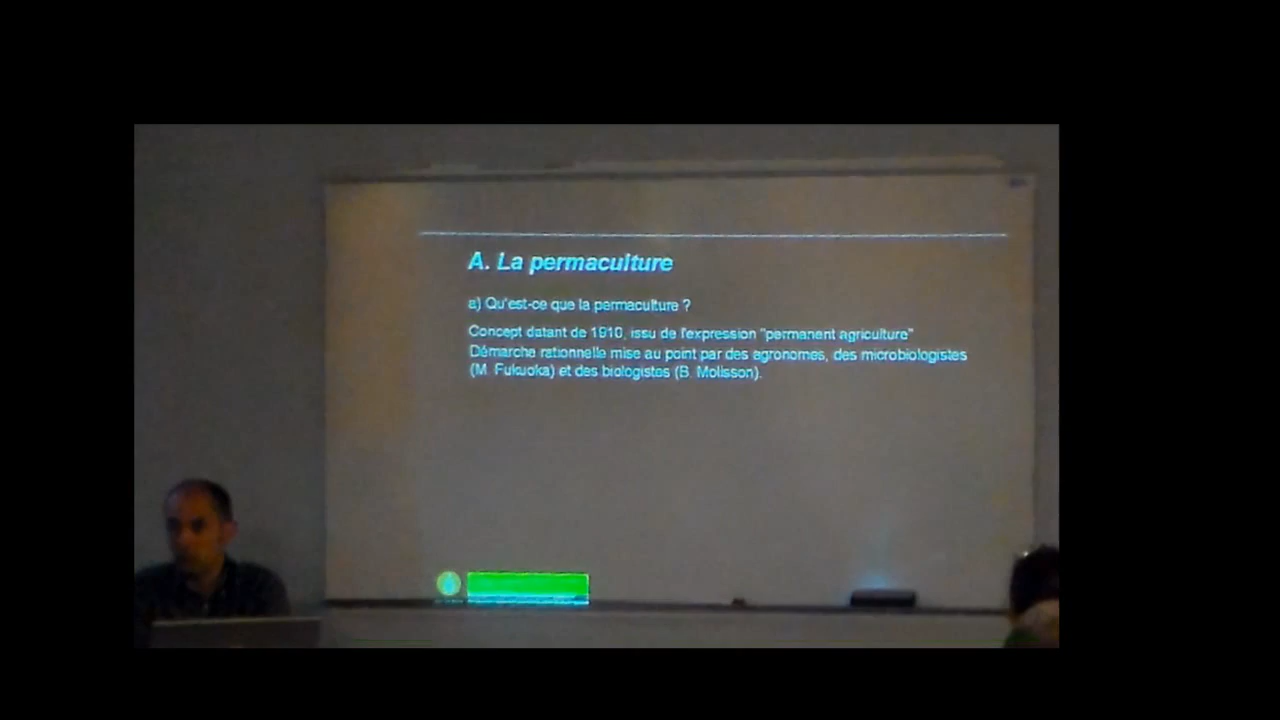 A. La permaculture
a) Qu'est-ce que la permaculture ?
Concept datant de 1910, issu de l'expression "permanent agriculture"
Démarche rationnelle mise au point par des agronomes, des microbiologistes
(M. Fukuoka) et des biologistes (B. Molisson).